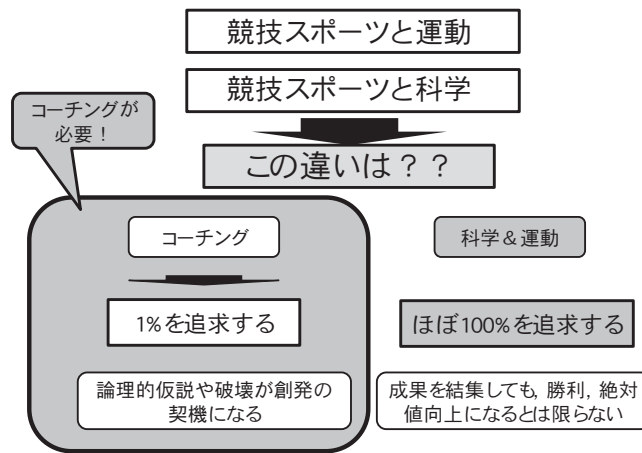 競技スポーツと運動
競技スポーツと科学
コーチングが
必要！
この違いは？？
コーチング
科学＆運動
1%を追求する
ほぼ100%を追求する
論理的仮説や破壊が創発の
契機になる
成果を結集しても, 勝利, 絶対
値向上になるとは限らない